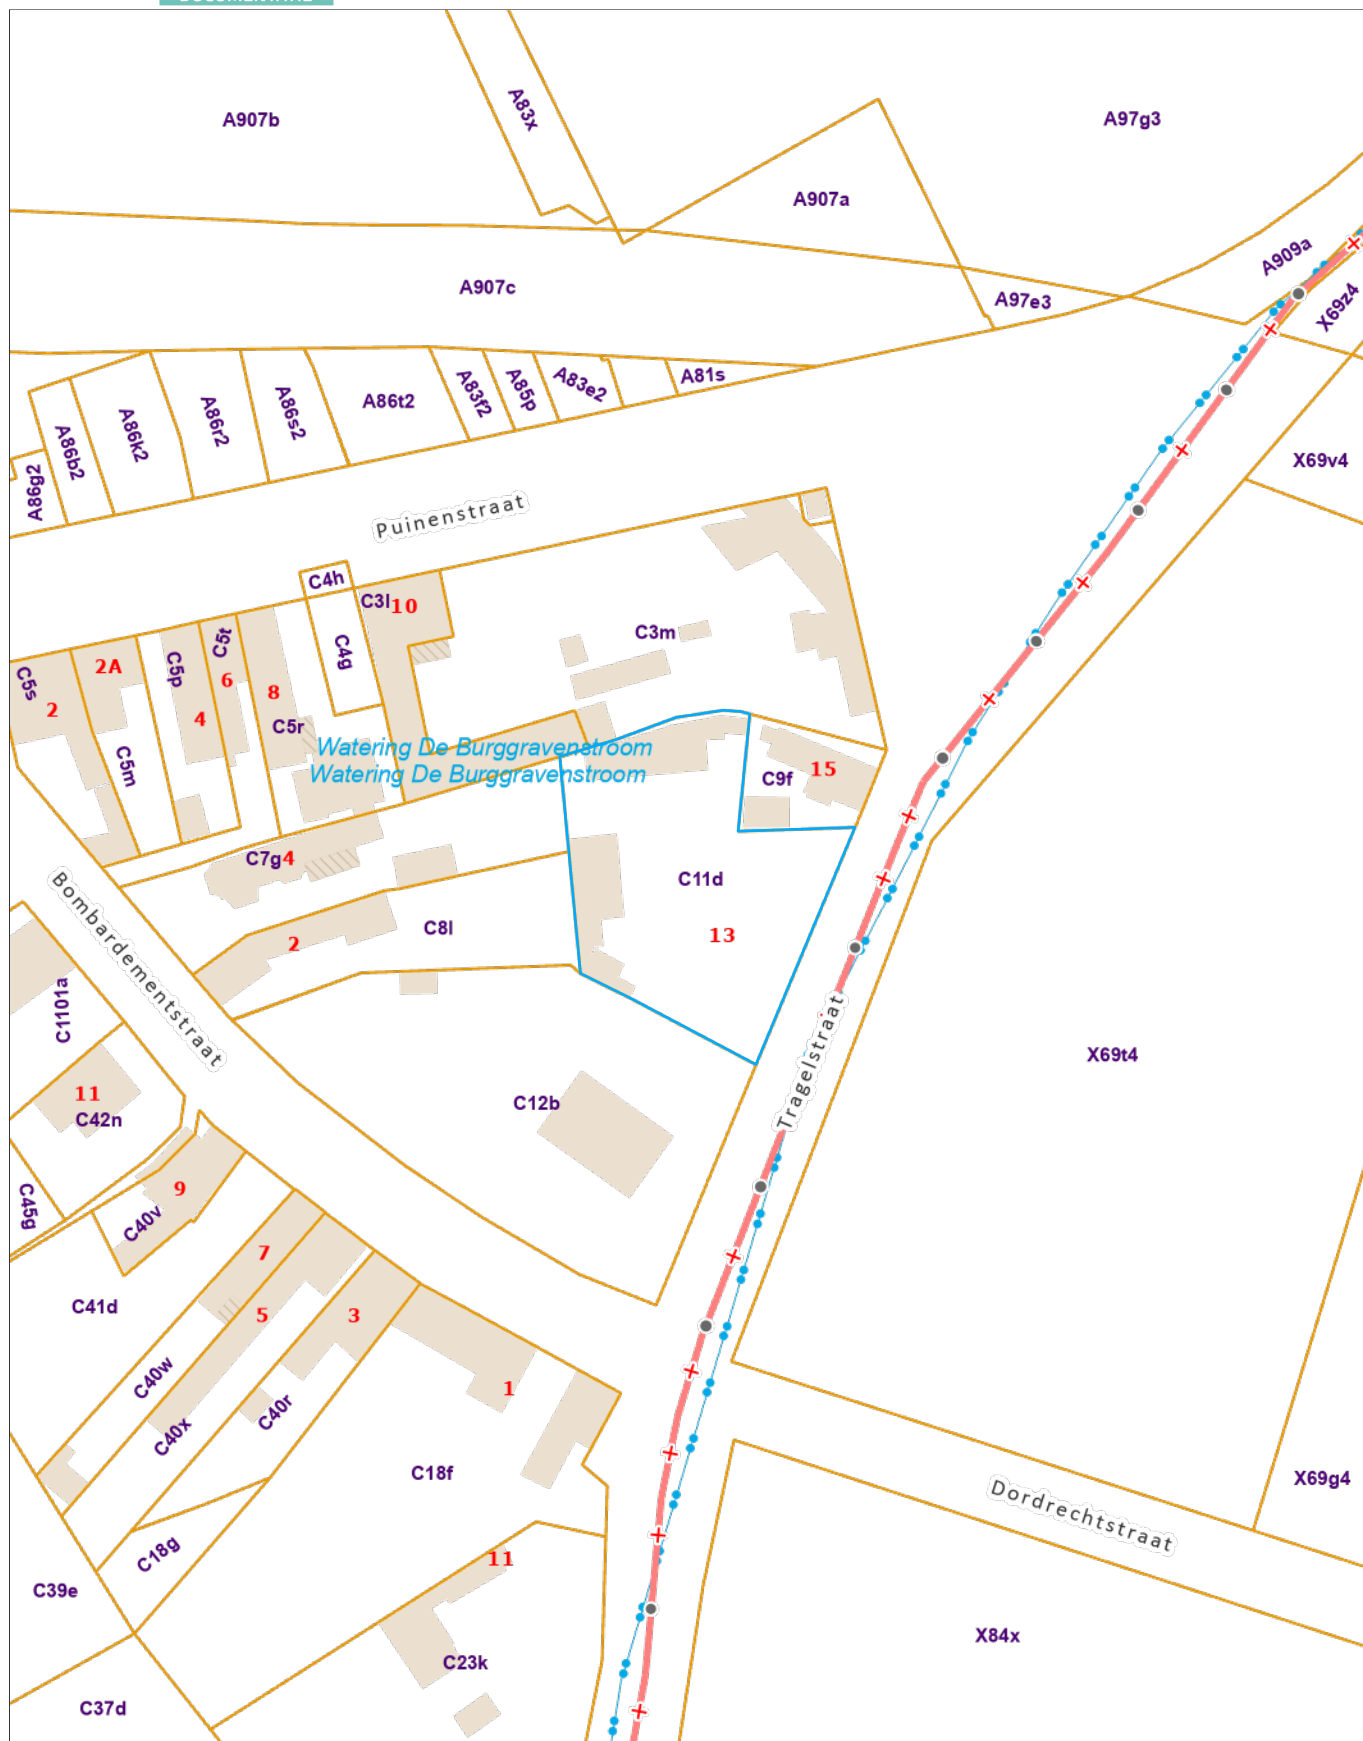 A907b
A83x
A97g3
A907a
A909a
A907c
A97e3
X69z4
A81s
A83f2
A85p
A83e2
A86t2
A86s2
A86r2
A86k2
A86b2
A86g2
X69v4
Puinenstraat
C4h
C3l
10
C4g
C3m
C5t
C5p
2A
C5s
2
6
8
4
C5r
C5m
Watering De Burggravenstroom
Watering De Burggravenstroom
C9f
15
C7g
4
C11d
Bombardementstraat
C8l
2
13
C1101a
Tragelstraat
X69t4
11
C42n
C12b
9
C45g
C40v
7
C41d
5
3
C40w
1
C40r
C40x
C18f
X69g4
Dordrechtstraat
C18g
11
C39e
X84x
C23k
C37d